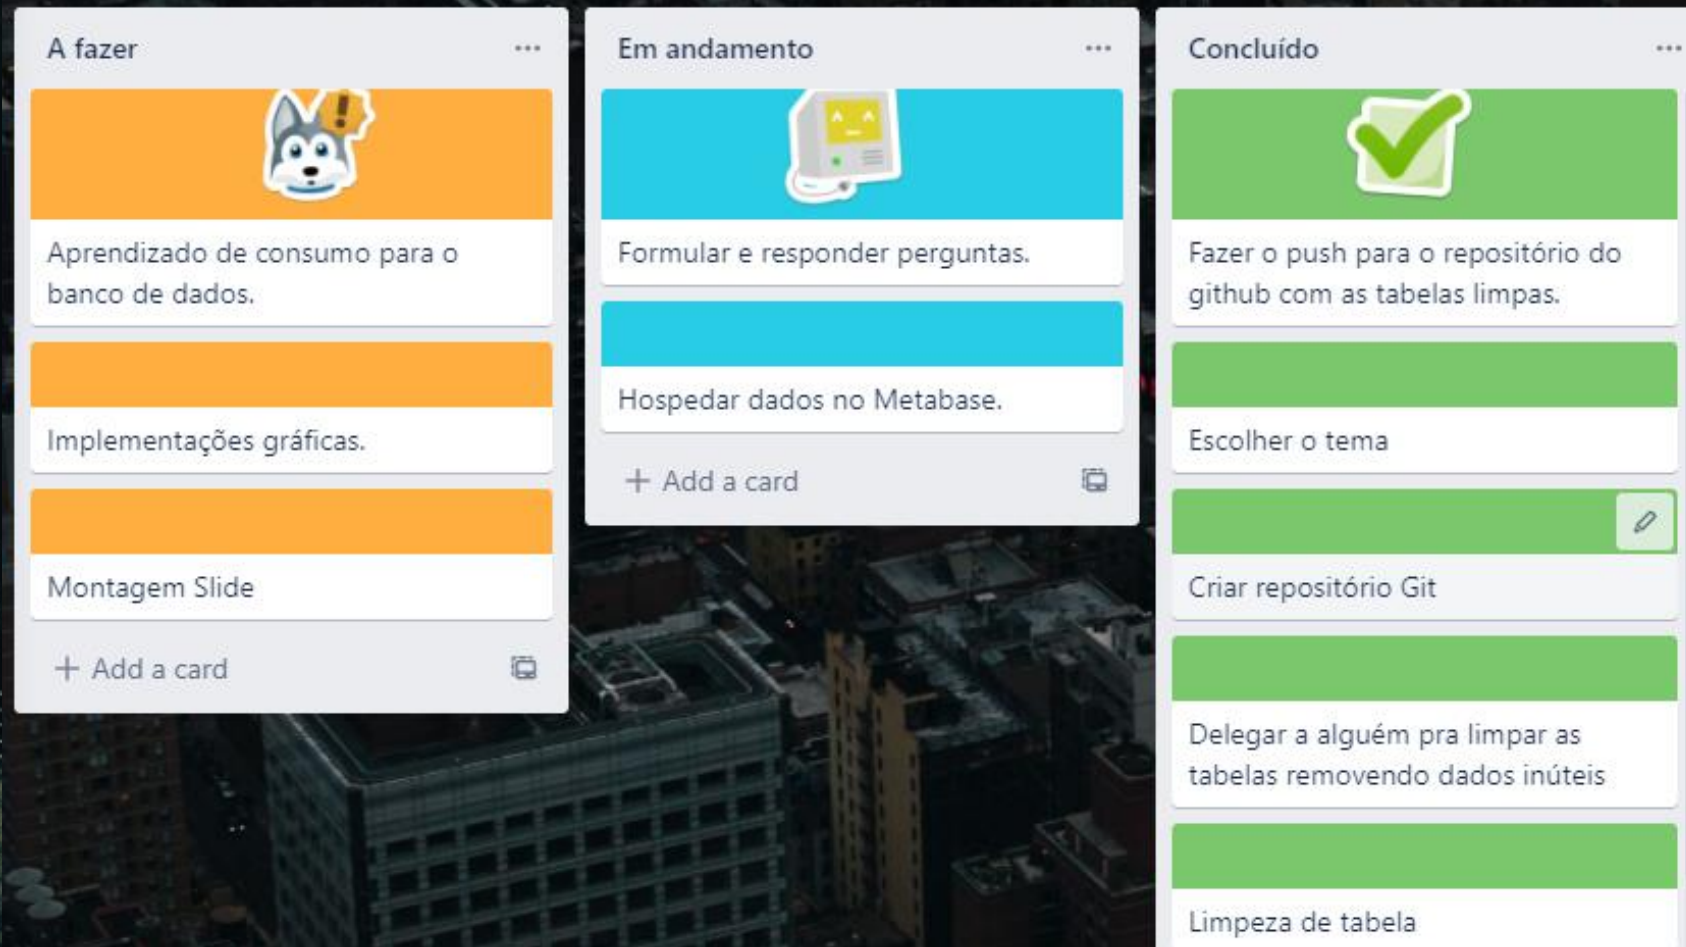 A fazer
Aprendizado de consumo para o
banco de dados.
Implementações gráficas.
Montagem Slide
+ Add a card
Em andamento
Formular e responder perguntas.
Hospedar dados no Metabase.
+ Add a card
Concluído
Fazer o push para o repositório do
github com as tabelas limpas.
Escolher o tema
Criar repositório Git
Delegar a alguém pra limpar as
tabelas removendo dados inúteis
Limpeza de tabela